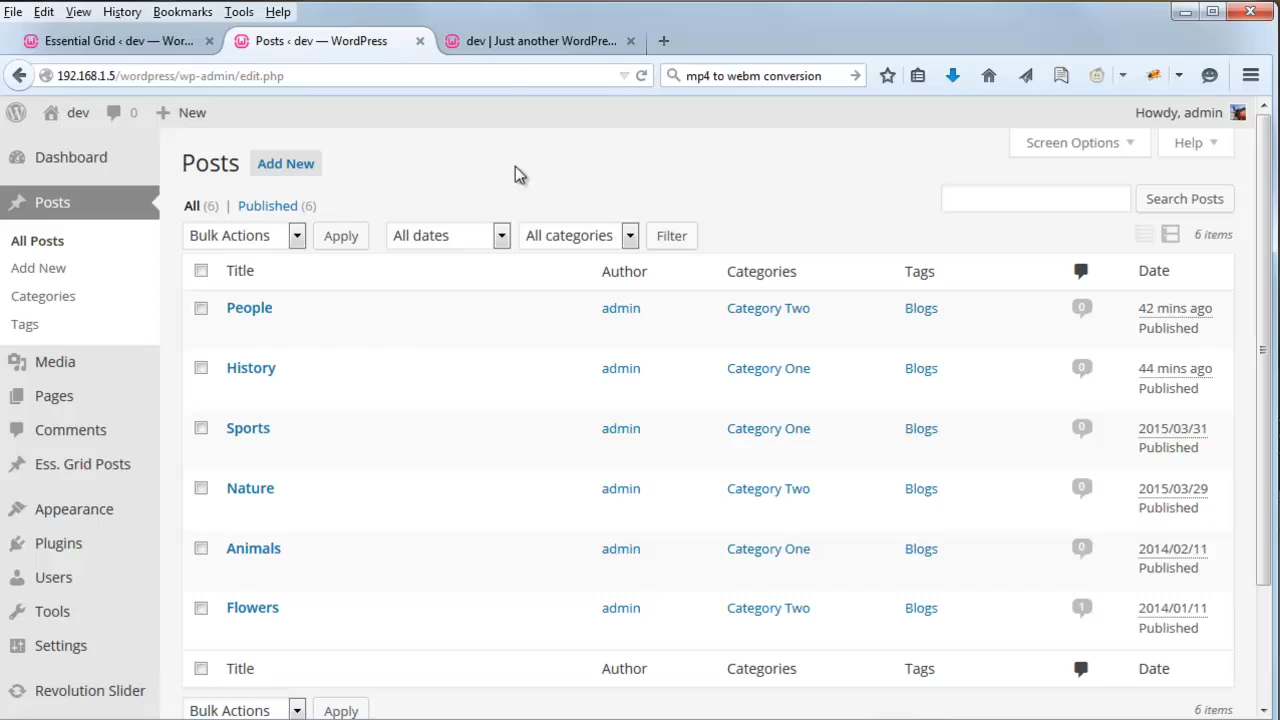 File Edit View History Bookmarks Tools Help
Essential Grid ‹ dev — Wor... × Posts ‹ dev — WordPress × dev | Just another WordPre... × +
192.168.1.5/wordpress/wp-admin/edit.php mp4 to webm conversion
dev 0 + New Howdy, admin
Screen Options Help
Dashboard
Posts
All Posts
Add New
Categories
Tags
Media
Pages
Comments
Ess. Grid Posts
Appearance
Plugins
Users
Tools
Settings
Revolution Slider
Posts Add New
All (6) | Published (6)
Search Posts
Bulk Actions Apply All dates All categories Filter 6 items
Title Author Categories Tags Date
People admin Category Two Blogs 0 42 mins ago
Published
History admin Category One Blogs 0 44 mins ago
Published
Sports admin Category One Blogs 0 2015/03/31
Published
Nature admin Category Two Blogs 0 2015/03/29
Published
Animals admin Category One Blogs 0 2014/02/11
Published
Flowers admin Category Two Blogs 1 2014/01/11
Published
Title Author Categories Tags Date
Bulk Actions Apply 6 items